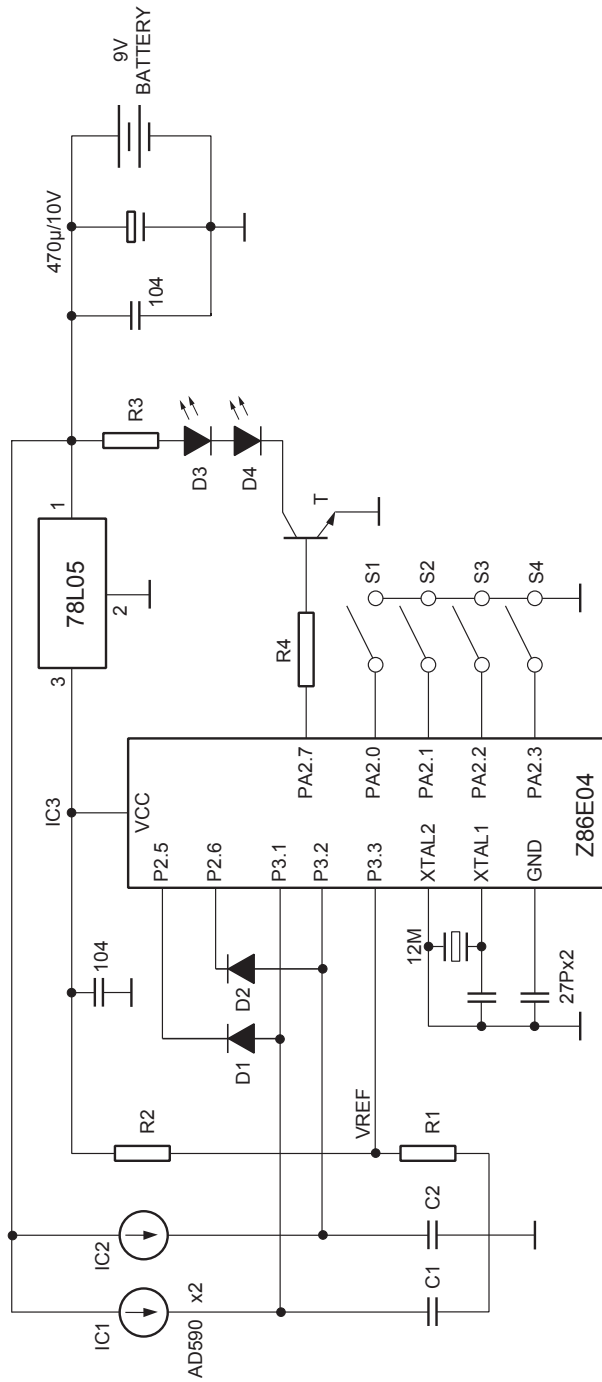 IC1
AD590
x2
IC2
R2
104
IC3
3
78L05
1
2
470µ/10V
9V
BATTERY
104
R3
D3
D4
T
R4
D1
D2
VCC
P2.5
P2.6
P3.1
P3.2
P3.3
XTAL2
XTAL1
GND
PA2.7
PA2.0
PA2.1
PA2.2
PA2.3
Z86E04
S1
S2
S3
S4
VREF
R1
C1
C2
12M
27Px2